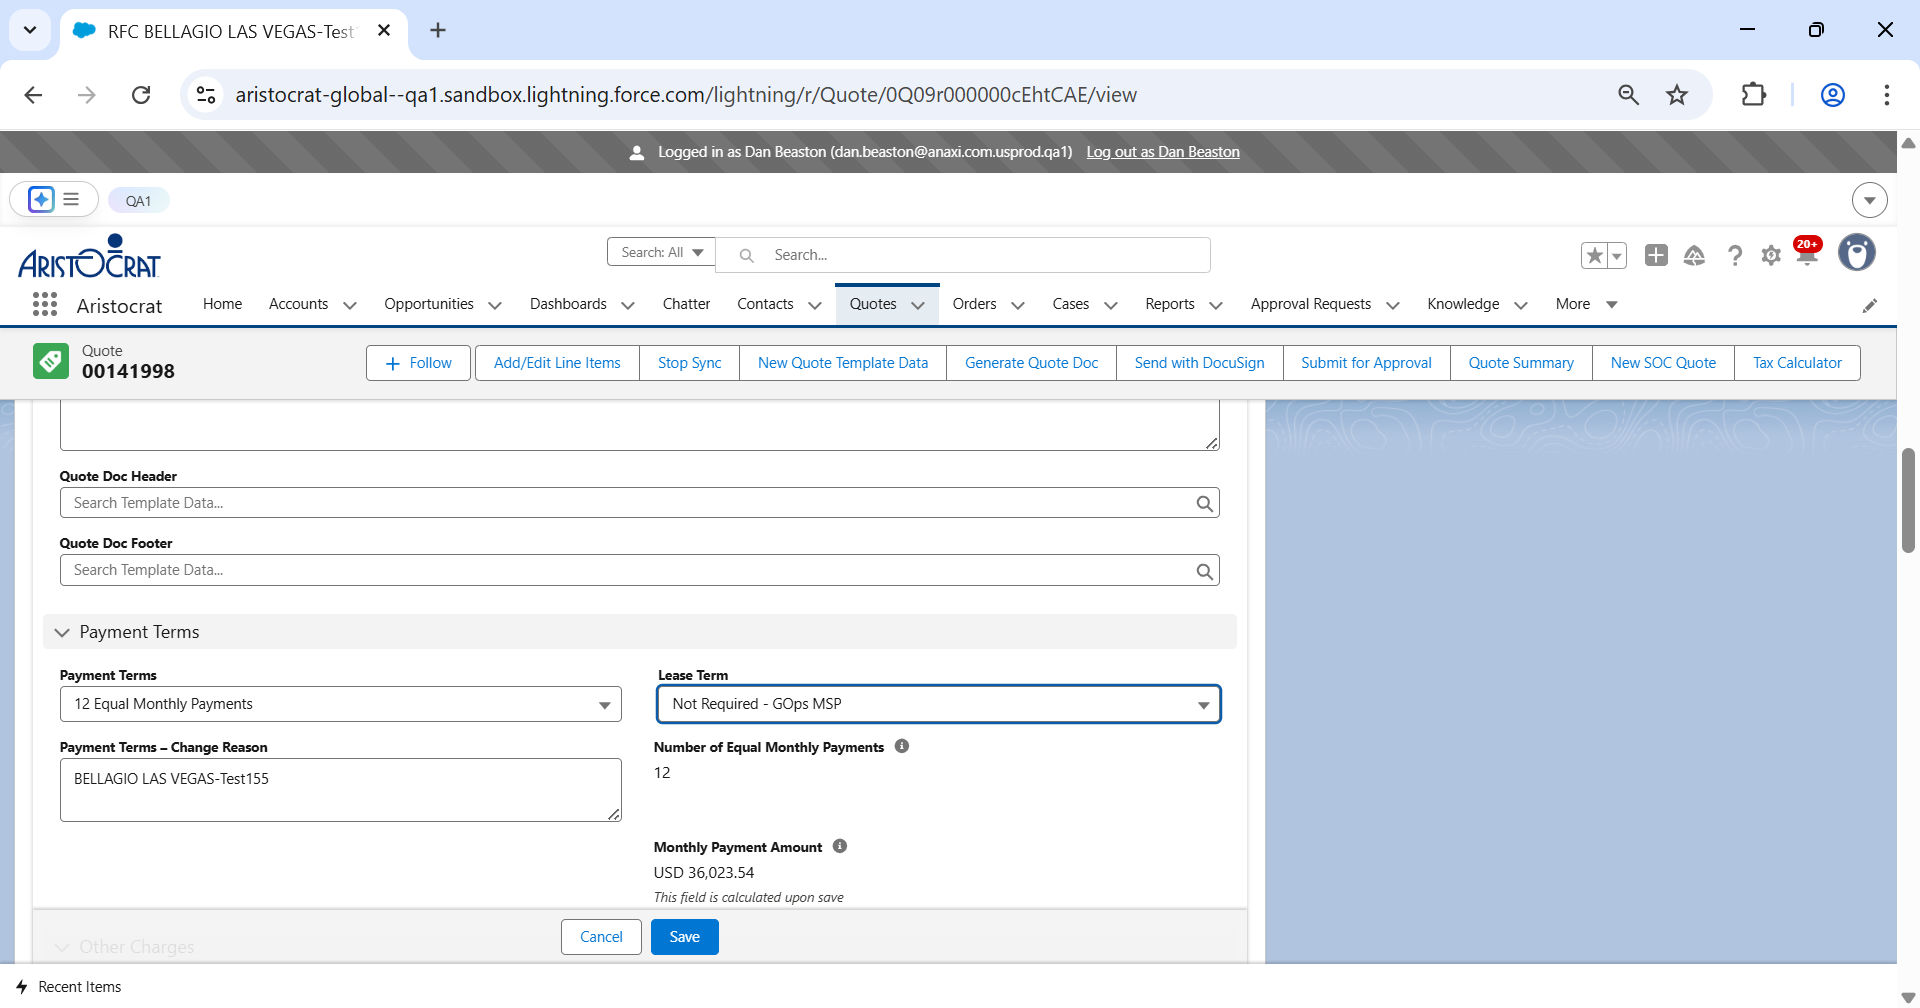 RFC BELLAGIO LAS VEGAS-Test
aristocrat-global--qa1.sandbox.lightning.force.com/lightning/r/Quote/0Q09r000000cEhtCAE/view
Logged in as Dan Beaston (dan.beaston@anaxi.com.usprod.qa1) Log out as Dan Beaston
QA1
ARISTOCRAT
Search: All
Search...
20+
Aristocrat
Home Accounts Opportunities Dashboards Chatter Contacts Quotes Orders Cases Reports Approval Requests Knowledge More
Quote
00141998
Follow Add/Edit Line Items Stop Sync New Quote Template Data Generate Quote Doc Send with DocuSign Submit for Approval Quote Summary New SOC Quote Tax Calculator
Quote Doc Header
Search Template Data...
Quote Doc Footer
Search Template Data...
Payment Terms
Payment Terms Lease Term
12 Equal Monthly Payments Not Required - GOps MSP
Payment Terms – Change Reason Number of Equal Monthly Payments
BELLAGIO LAS VEGAS-Test155 12
Monthly Payment Amount
USD 36,023.54
This field is calculated upon save
Cancel Save
Other Charges
Recent Items